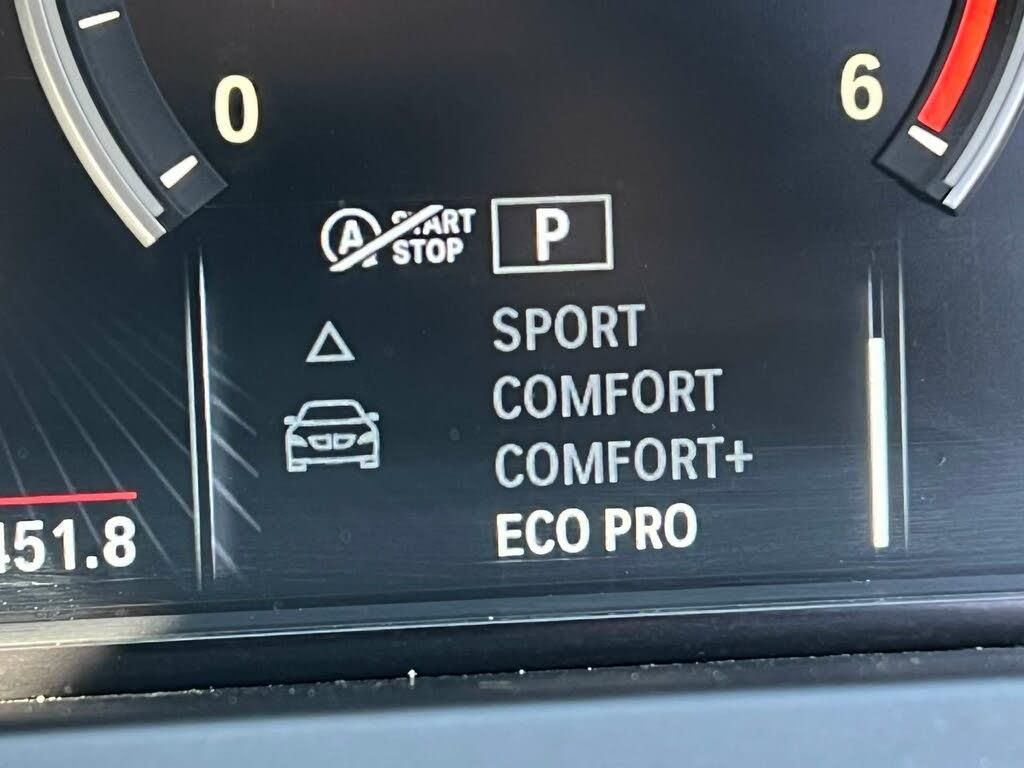 0
6
A START STOP
P
SPORT
COMFORT
COMFORT+
ECO PRO
451.8